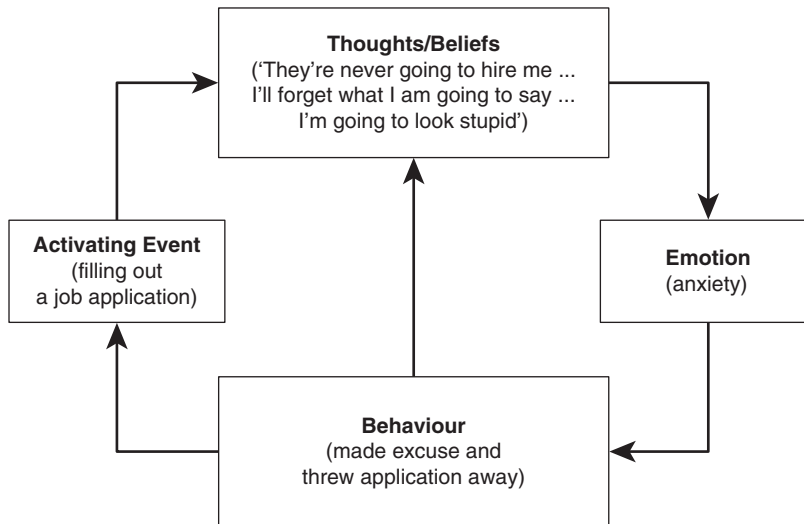 Thoughts/Beliefs
(‘They’re never going to hire me ...
I’ll forget what I am going to say ...
I’m going to look stupid’)
Activating Event
(filling out
a job application)
Emotion
(anxiety)
Behaviour
(made excuse and
threw application away)